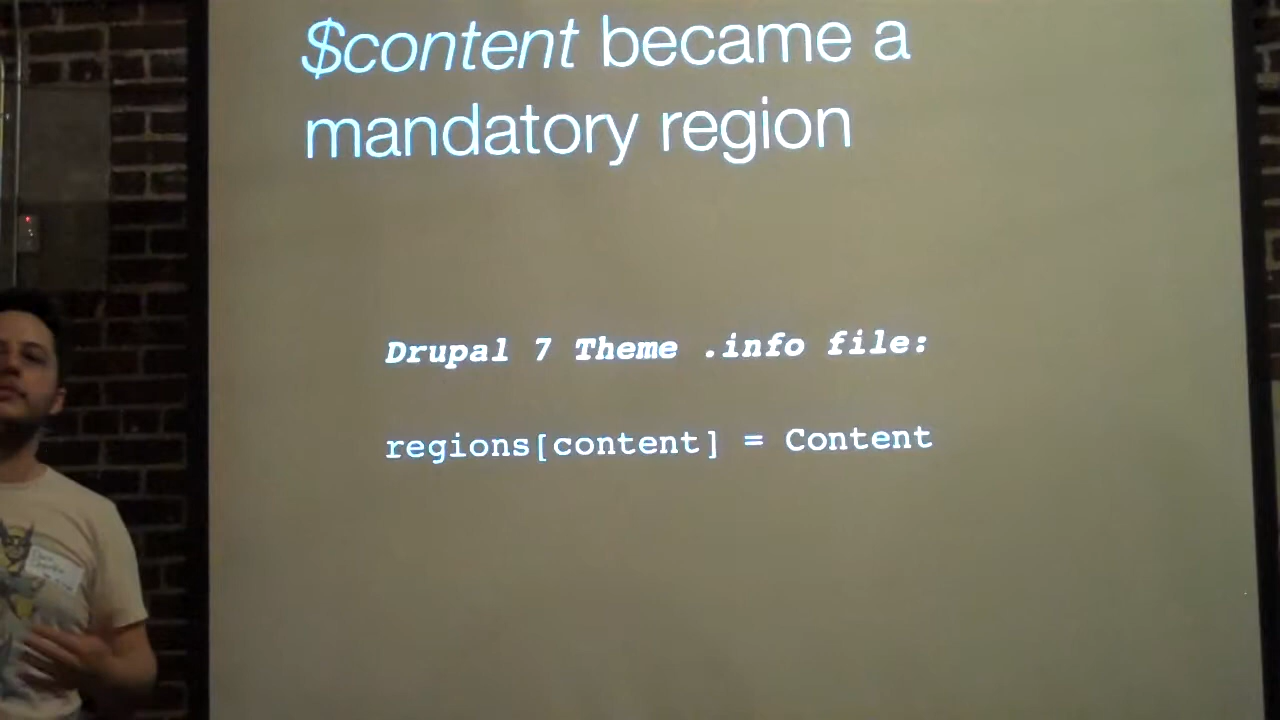 $content became a
mandatory region
Drupal 7 Theme .info file:
regions[content] = Content